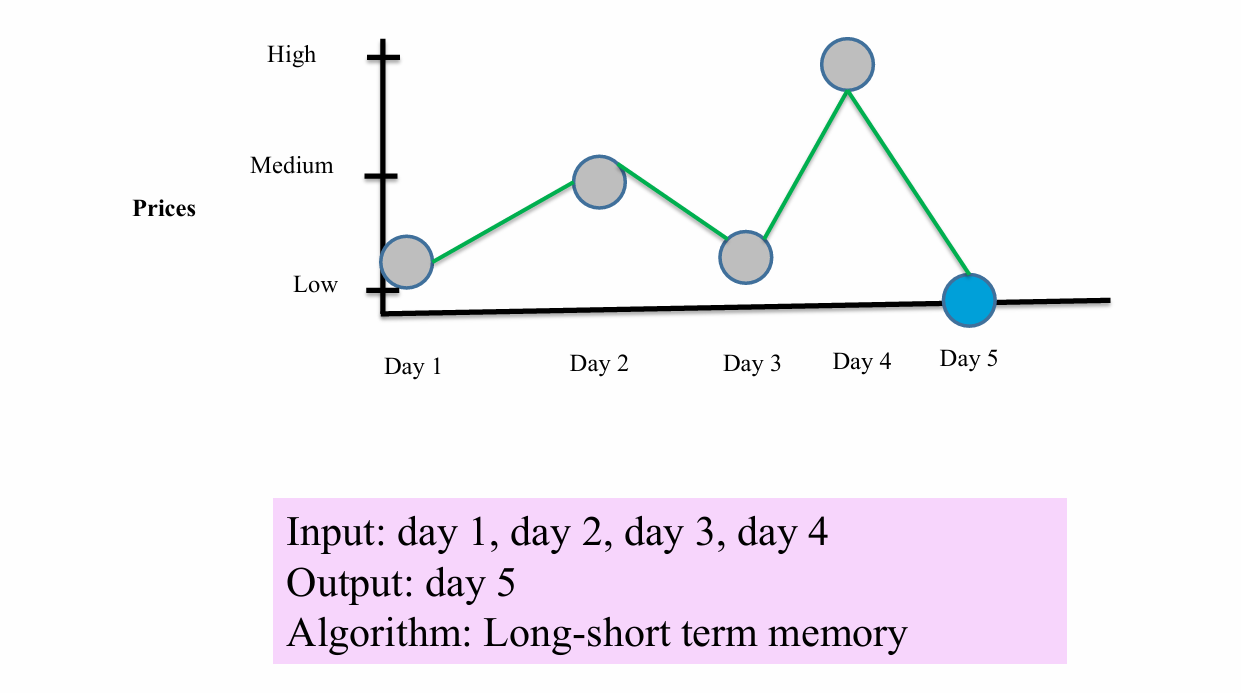 High
Medium
Prices
Low
Day 1
Day 2
Day 3
Day 4
Day 5
Input: day 1, day 2, day 3, day 4
Output: day 5
Algorithm: Long-short term memory